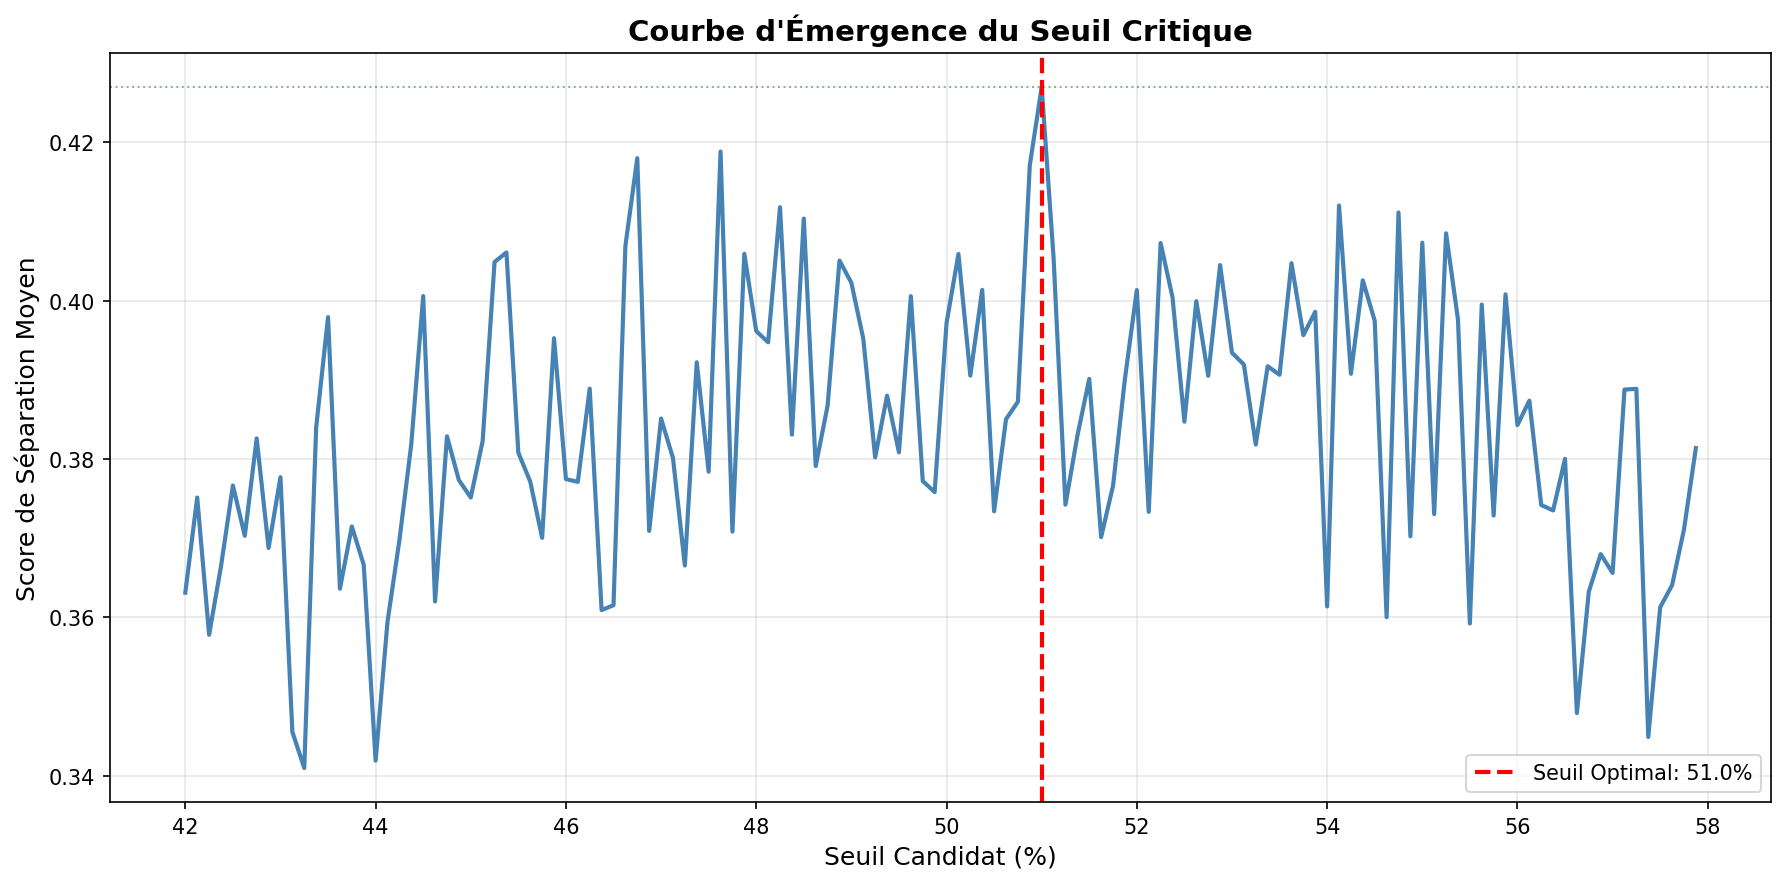 Courbe d'Émergence du Seuil Critique
Score de Séparation Moyen
0.42
0.40
0.38
0.36
0.34
Seuil Optimal: 51.0%
42 44 46 48 50 52 54 56 58
Seuil Candidat (%)